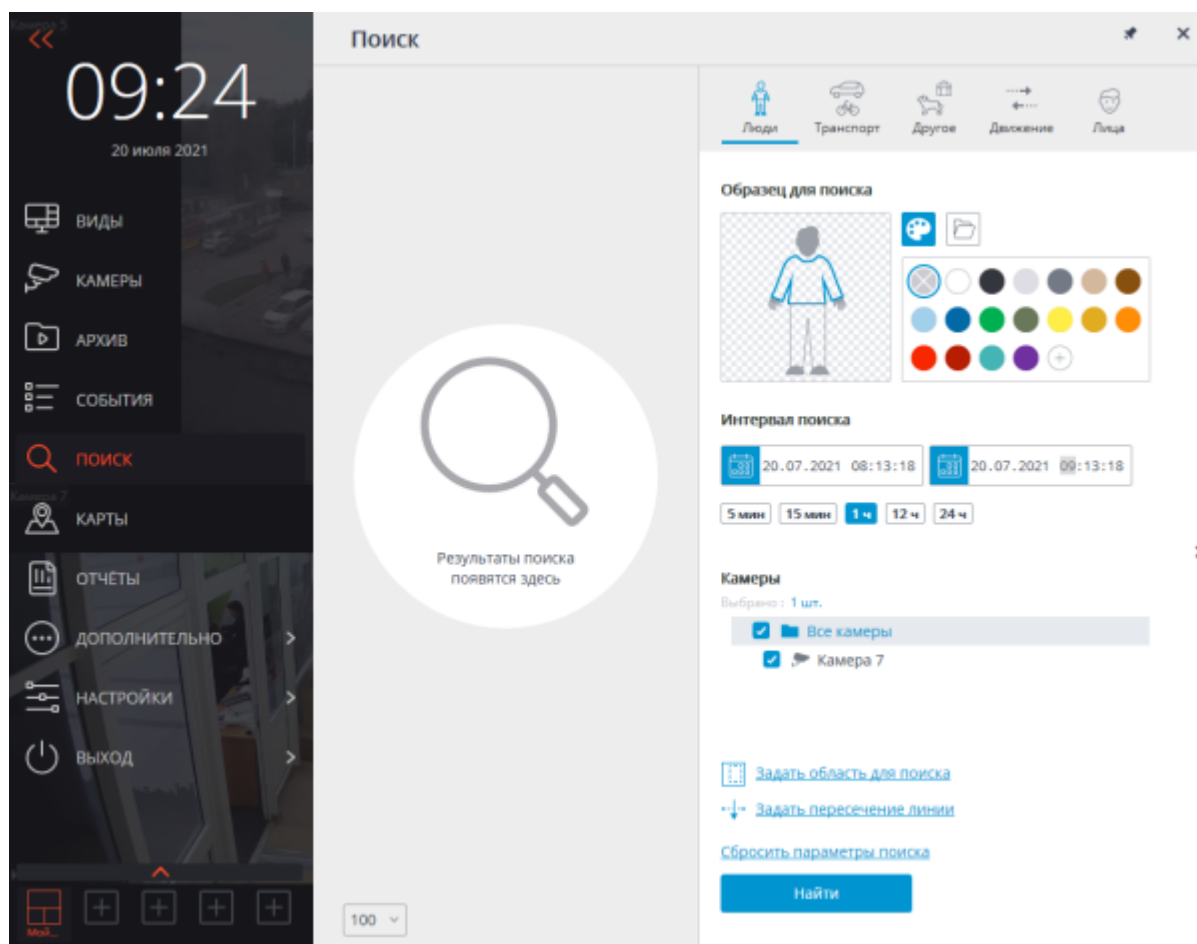 Камера 5
09:24
20 июля 2021
ВИДЫ
КАМЕРЫ
АРХИВ
СОБЫТИЯ
ПОИСК
Камера 7
КАРТЫ
ОТЧЁТЫ
ДОПОЛНИТЕЛЬНО
НАСТРОЙКИ
ВЫХОД
Мой...
Поиск
Результаты поиска
появятся здесь
100
Люди Транспорт Другое Движение Лица
Образец для поиска
Интервал поиска
20.07.2021 08:13:18 20.07.2021 09:13:18
5 мин 15 мин 1 ч 12 ч 24 ч
Камеры
Выбрано : 1 шт.
Все камеры
Камера 7
Задать область для поиска
Задать пересечение линии
Сбросить параметры поиска
Найти